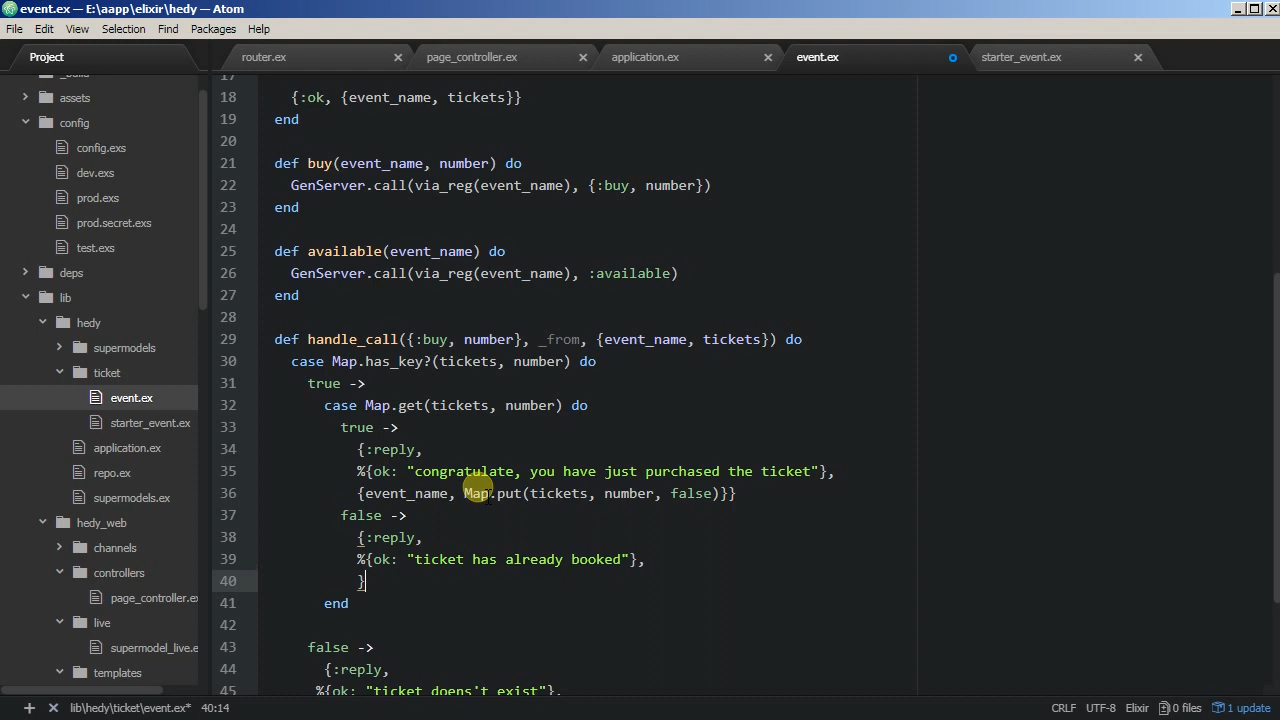 event.ex — E:\aapp\elixir\hedy — Atom
File Edit View Selection Find Packages Help
Project
router.ex page_controller.ex application.ex event.ex starter_event.ex
_build
assets
config
config.exs
dev.exs
prod.exs
prod.secret.exs
test.exs
deps
lib
hedy
supermodels
ticket
event.ex
starter_event.ex
application.ex
repo.ex
supermodels.ex
hedy_web
channels
controllers
page_controller.ex
live
supermodel_live.e
templates
17
18 {:ok, {event_name, tickets}}
19 end
20
21 def buy(event_name, number) do
22 GenServer.call(via_reg(event_name), {:buy, number})
23 end
24
25 def available(event_name) do
26 GenServer.call(via_reg(event_name), :available)
27 end
28
29 def handle_call({:buy, number}, _from, {event_name, tickets}) do
30 case Map.has_key?(tickets, number) do
31 true ->
32 case Map.get(tickets, number) do
33 true ->
34 {:reply,
35 %{ok: "congratulate, you have just purchased the ticket"},
36 {event_name, Map.put(tickets, number, false)}}
37 false ->
38 {:reply,
39 %{ok: "ticket has already booked"},
40 }
41 end
42
43 false ->
44 {:reply,
45 %{ok: "ticket doens't exist"},
lib\hedy\ticket\event.ex* 40:14 CRLF UTF-8 Elixir 0 files 1 update